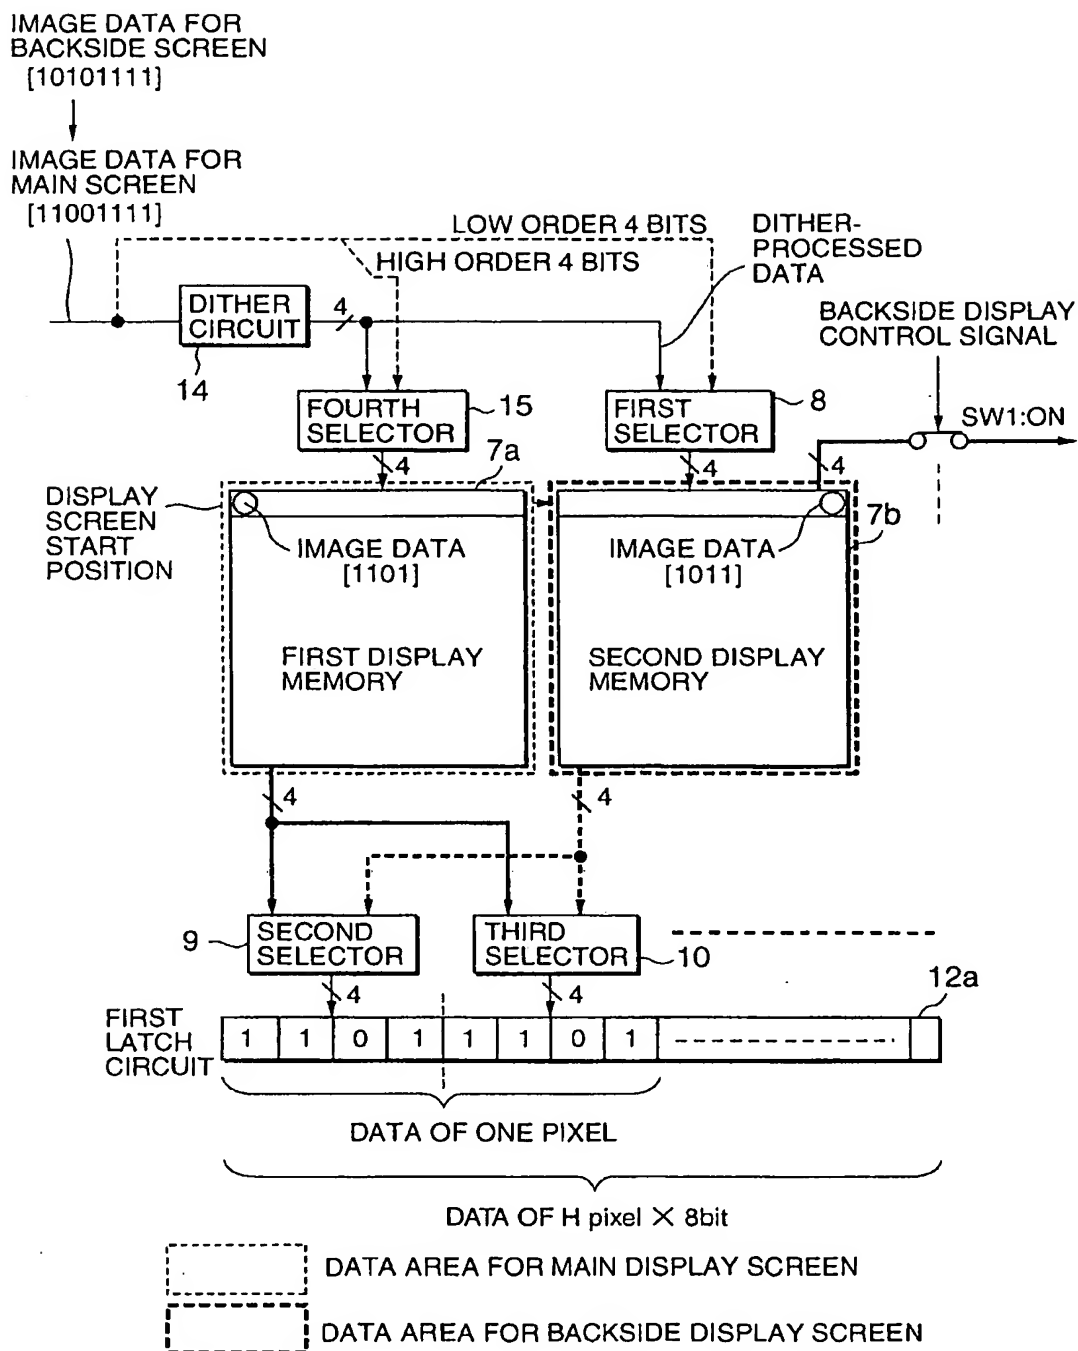 IMAGE DATA FOR
BACKSIDE SCREEN
[10101111]
IMAGE DATA FOR
MAIN SCREEN
[11001111]
LOW ORDER 4 BITS
HIGH ORDER 4 BITS
DITHER-
PROCESSED
DATA
DITHER
CIRCUIT
4
14
BACKSIDE DISPLAY
CONTROL SIGNAL
FOURTH
SELECTOR
15
FIRST
SELECTOR
8
SW1:ON
4
7a
4
4
DISPLAY
SCREEN
START
POSITION
IMAGE DATA
[1101]
IMAGE DATA
[1011]
7b
FIRST DISPLAY
MEMORY
SECOND DISPLAY
MEMORY
4
4
9
SECOND
SELECTOR
THIRD
SELECTOR
10
4
4
12a
FIRST
LATCH
CIRCUIT
1 1 0 1 1 1 0 1
DATA OF ONE PIXEL
DATA OF H pixel X 8bit
DATA AREA FOR MAIN DISPLAY SCREEN
DATA AREA FOR BACKSIDE DISPLAY SCREEN